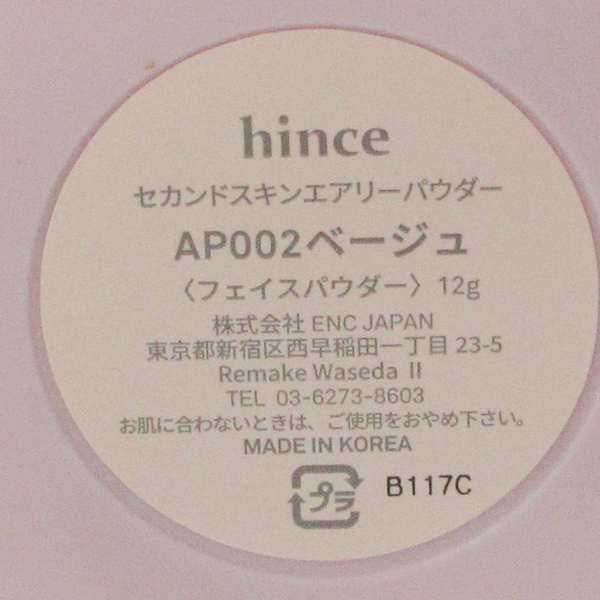 hince
セカンドスキンエアリーパウダー
AP002ベージュ
〈フェイスパウダー〉12g
株式会社 ENC JAPAN
東京都新宿区西早稲田一丁目 23-5
Remake Waseda Ⅱ
TEL 03-6273-8603
お肌に合わないときは、ご使用をおやめ下さい。
MADE IN KOREA
プラ B117C